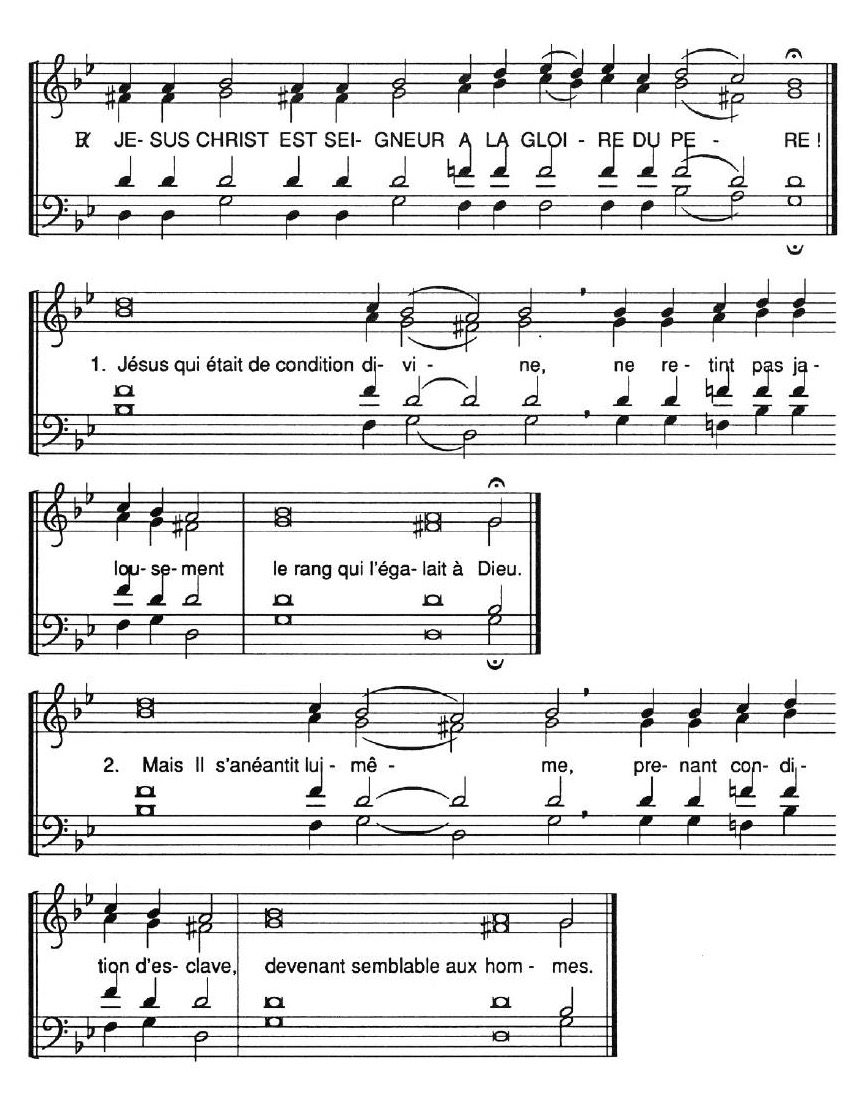 ℟ JE- SUS CHRIST EST SEI- GNEUR A LA GLOI - RE DU PE - RE !
1. Jésus qui était de condition di- vi - ne, ne re- tint pas ja-
lou- se- ment le rang qui l'éga- lait à Dieu.
2. Mais Il s'anéantit lui - mê - me, pre- nant con- di-
tion d'es- clave, devenant semblable aux hom - mes.